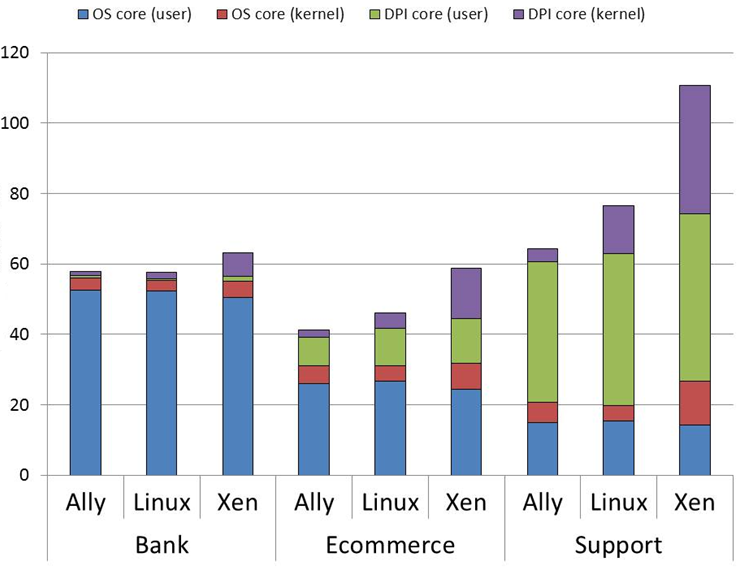 OS core (user) OS core (kernel) DPI core (user) DPI core (kernel)
120
100
80
60
40
20
0
Ally Linux Xen Ally Linux Xen Ally Linux Xen
Bank Ecommerce Support